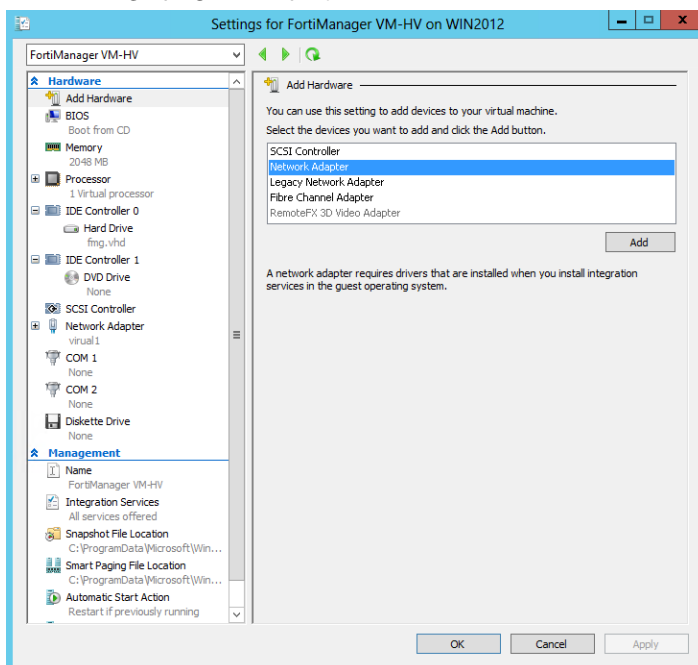 Settings for FortiManager VM-HV on WIN2012
FortiManager VM-HV
Hardware
Add Hardware
BIOS
Boot from CD
Memory
2048 MB
Processor
1 Virtual processor
IDE Controller 0
Hard Drive
fmg.vhd
IDE Controller 1
DVD Drive
None
SCSI Controller
Network Adapter
virual1
COM 1
None
COM 2
None
Diskette Drive
None
Management
Name
FortiManager VM-HV
Integration Services
All services offered
Snapshot File Location
C:\ProgramData\Microsoft\Win...
Smart Paging File Location
C:\ProgramData\Microsoft\Win...
Automatic Start Action
Restart if previously running
Add Hardware
You can use this setting to add devices to your virtual machine.
Select the devices you want to add and click the Add button.
SCSI Controller
Network Adapter
Legacy Network Adapter
Fibre Channel Adapter
RemoteFX 3D Video Adapter
Add
A network adapter requires drivers that are installed when you install integration
services in the guest operating system.
OK
Cancel
Apply